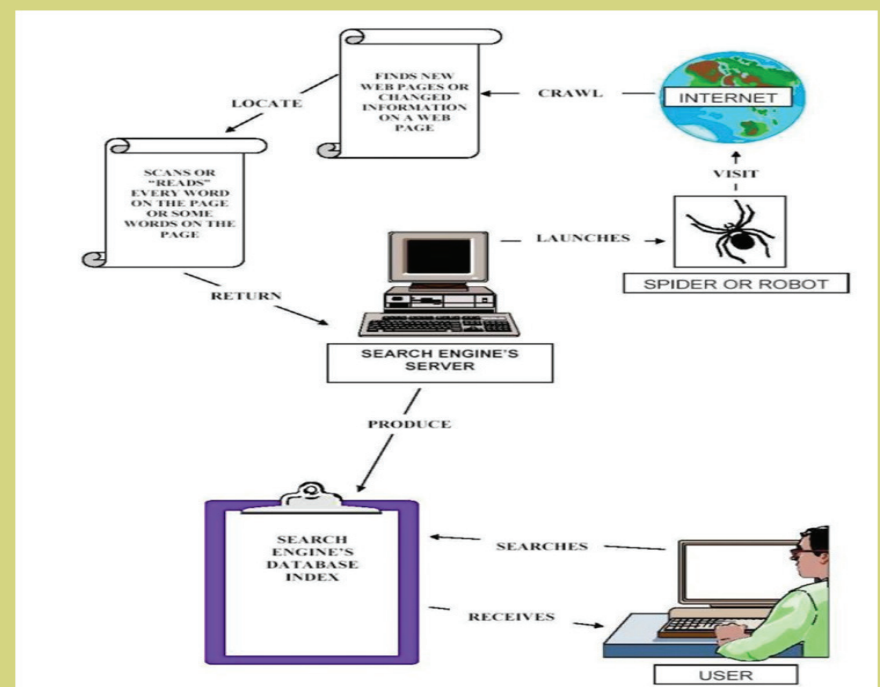 FINDS NEW
WEB PAGES OR
CHANGED
INFORMATION
ON A WEB
PAGE
CRAWL
INTERNET
LOCATE
VISIT
SCANS OR
"READS"
EVERY WORD
ON THE PAGE
OR SOME
WORDS ON THE
PAGE
LAUNCHES
SPIDER OR ROBOT
RETURN
SEARCH ENGINE'S
SERVER
PRODUCE
SEARCH
ENGINE'S
DATABASE
INDEX
SEARCHES
RECEIVES
USER